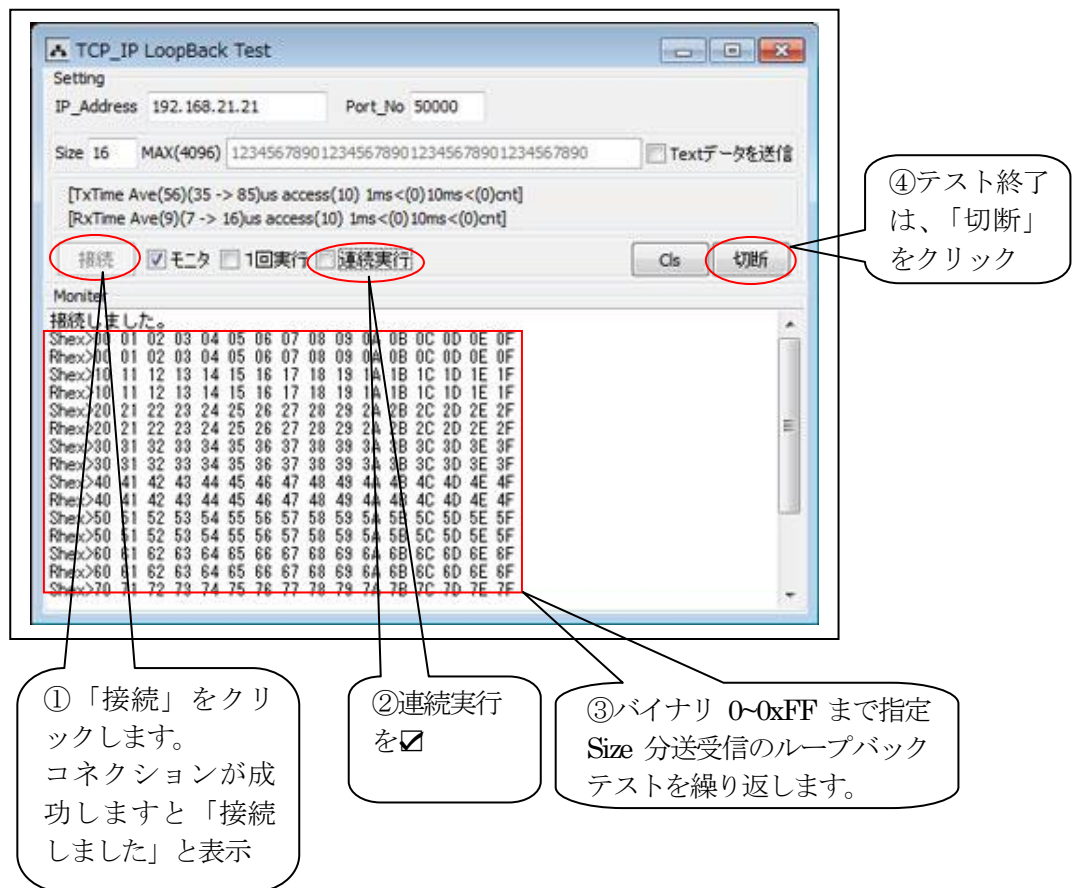 TCP_IP LoopBack Test
Setting
IP_Address 192.168.21.21 Port_No 50000
Size 16 MAX(4096) 1234567890123456789012345678901234567890 Textデータを送信
[TxTime Ave(56)(35 -> 85)us access(10) 1ms<(0)10ms<(0)cnt]
[RxTime Ave(9)(7 -> 16)us access(10) 1ms<(0)10ms<(0)cnt]
接続 モニタ 1回実行 連続実行 Cls 切断
Moniter
接続しました。
Shex>00 01 02 03 04 05 06 07 08 09 0A 0B 0C 0D 0E 0F
Rhex>00 01 02 03 04 05 06 07 08 09 0A 0B 0C 0D 0E 0F
Shex>10 11 12 13 14 15 16 17 18 19 1A 1B 1C 1D 1E 1F
Rhex>10 11 12 13 14 15 16 17 18 19 1A 1B 1C 1D 1E 1F
Shex>20 21 22 23 24 25 26 27 28 29 2A 2B 2C 2D 2E 2F
Rhex>20 21 22 23 24 25 26 27 28 29 2A 2B 2C 2D 2E 2F
Shex>30 31 32 33 34 35 36 37 38 39 3A 3B 3C 3D 3E 3F
Rhex>30 31 32 33 34 35 36 37 38 39 3A 3B 3C 3D 3E 3F
Shex>40 41 42 43 44 45 46 47 48 49 4A 4B 4C 4D 4E 4F
Rhex>40 41 42 43 44 45 46 47 48 49 4A 4B 4C 4D 4E 4F
Shex>50 51 52 53 54 55 56 57 58 59 5A 5B 5C 5D 5E 5F
Rhex>50 51 52 53 54 55 56 57 58 59 5A 5B 5C 5D 5E 5F
Shex>60 61 62 63 64 65 66 67 68 69 6A 6B 6C 6D 6E 6F
Rhex>60 61 62 63 64 65 66 67 68 69 6A 6B 6C 6D 6E 6F
Shex>70 71 72 73 74 75 76 77 78 79 7A 7B 7C 7D 7E 7F
④テスト終了
は、「切断」
をクリック
①「接続」をクリ
ックします。
コネクションが成
功しますと「接続
しました」と表示
②連続実行
を☑
③バイナリ 0~0xFF まで指定
Size 分送受信のループバック
テストを繰り返します。